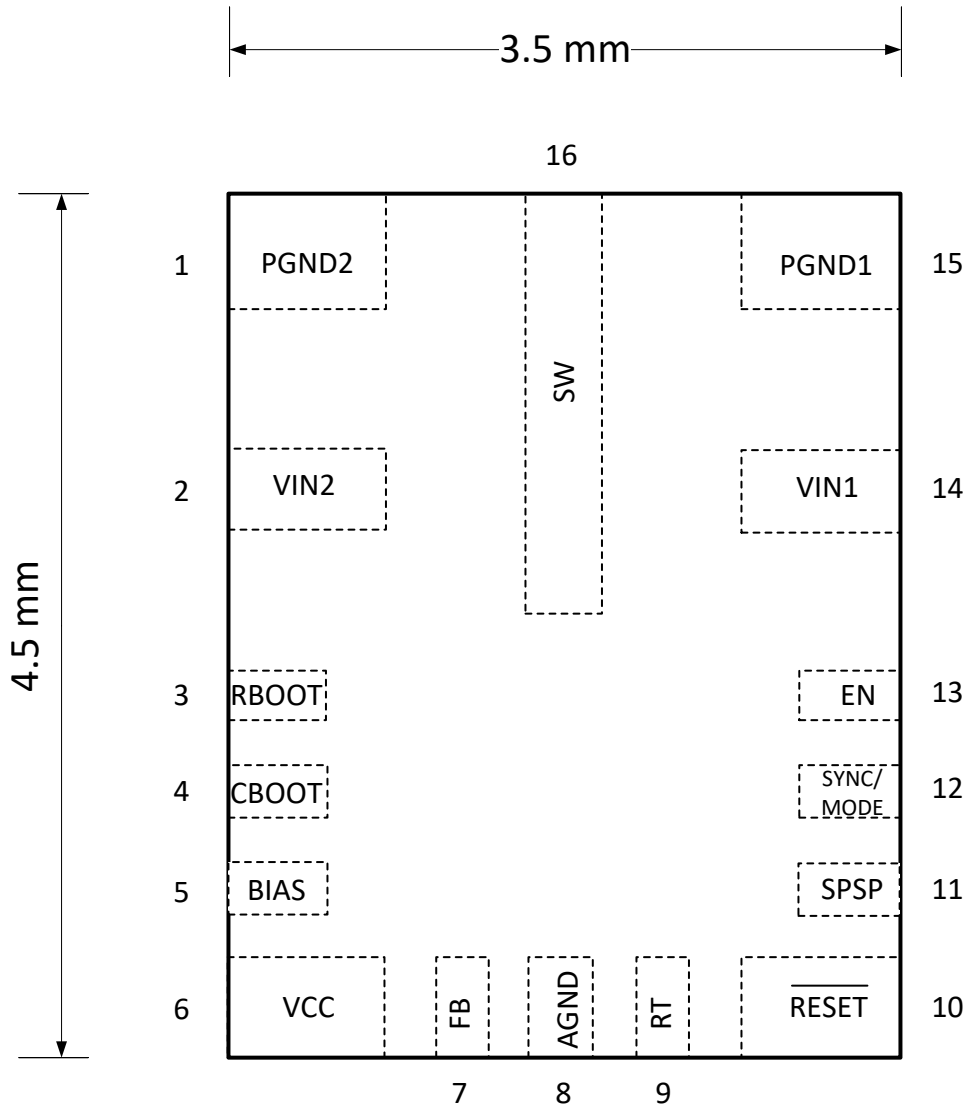 3.5 mm
16
1 PGND2 PGND1 15
SW
2 VIN2 VIN1 14
4.5 mm
3 RBOOT EN 13
4 CBOOT SYNC/
MODE 12
5 BIAS SPSP 11
6 VCC FB AGND RT RESET 10
7 8 9